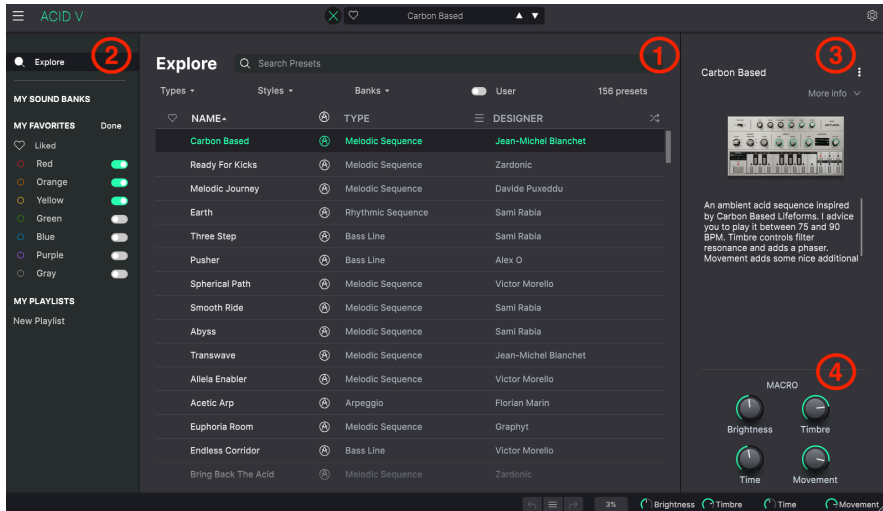 ACID V
Carbon Based
Explore
2
MY SOUND BANKS
MY FAVORITES Done
Liked
Red
Orange
Yellow
Green
Blue
Purple
Gray
MY PLAYLISTS
New Playlist
Explore Search Presets 1
Types Styles Banks User 156 presets
NAME TYPE DESIGNER
Carbon Based Melodic Sequence Jean-Michel Blanchet
Ready For Kicks Melodic Sequence Zardonic
Melodic Journey Melodic Sequence Davide Puxeddu
Earth Rhythmic Sequence Sami Rabia
Three Step Bass Line Sami Rabia
Pusher Bass Line Alex O
Spherical Path Melodic Sequence Victor Morello
Smooth Ride Melodic Sequence Sami Rabia
Abyss Melodic Sequence Sami Rabia
Transwave Melodic Sequence Jean-Michel Blanchet
Allela Enabler Melodic Sequence Victor Morello
Acetic Arp Arpeggio Florian Marin
Euphoria Room Melodic Sequence Graphyt
Endless Corridor Bass Line Victor Morello
Bring Back The Acid Melodic Sequence Zardonic
3
Carbon Based
More info
An ambient acid sequence inspired
by Carbon Based Lifeforms. I advice
you to play it between 75 and 90
BPM. Timbre controls filter
resonance and adds a phaser.
Movement adds some nice additional
4
MACRO
Brightness Timbre
Time Movement
3% Brightness Timbre Time Movement